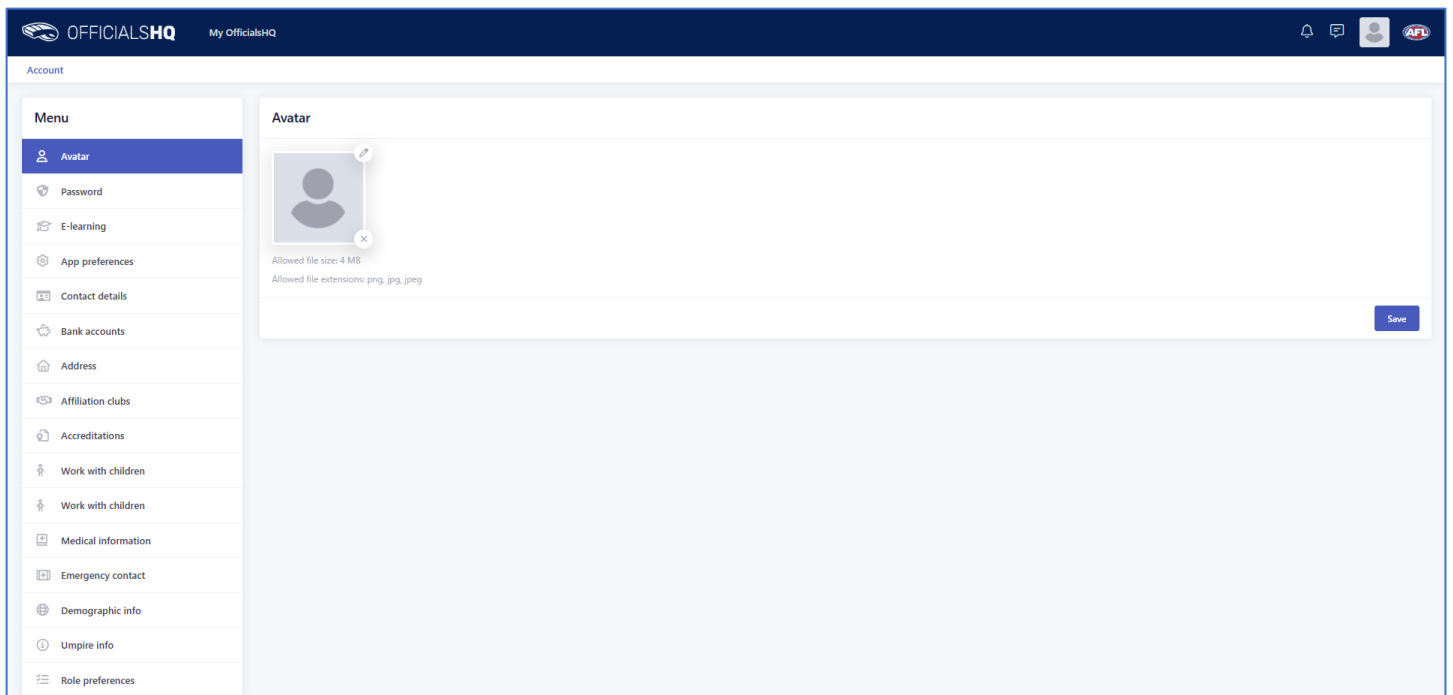 OFFICIALSHQ My OfficialsHQ AFL
Account
Menu
Avatar
Password
E-learning
App preferences
Contact details
Bank accounts
Address
Affiliation clubs
Accreditations
Work with children
Work with children
Medical information
Emergency contact
Demographic info
Umpire info
Role preferences
Avatar
Allowed file size: 4 MB
Allowed file extensions: png, jpg, jpeg
Save